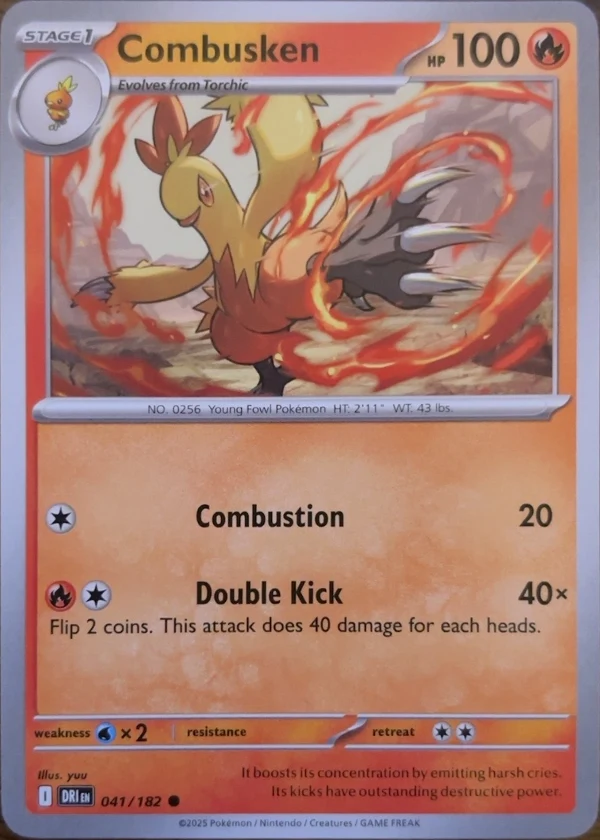 STAGE 1
Combusken
HP 100
Evolves from Torchic
NO. 0256 Young Fowl Pokémon HT: 2'11" WT: 43 lbs.
Combustion 20
Double Kick 40×
Flip 2 coins. This attack does 40 damage for each heads.
weakness ×2 resistance retreat
Illus. yuu
It boosts its concentration by emitting harsh cries.
Its kicks have outstanding destructive power.
I DRI EN 041/182
©2025 Pokémon / Nintendo / Creatures / GAME FREAK